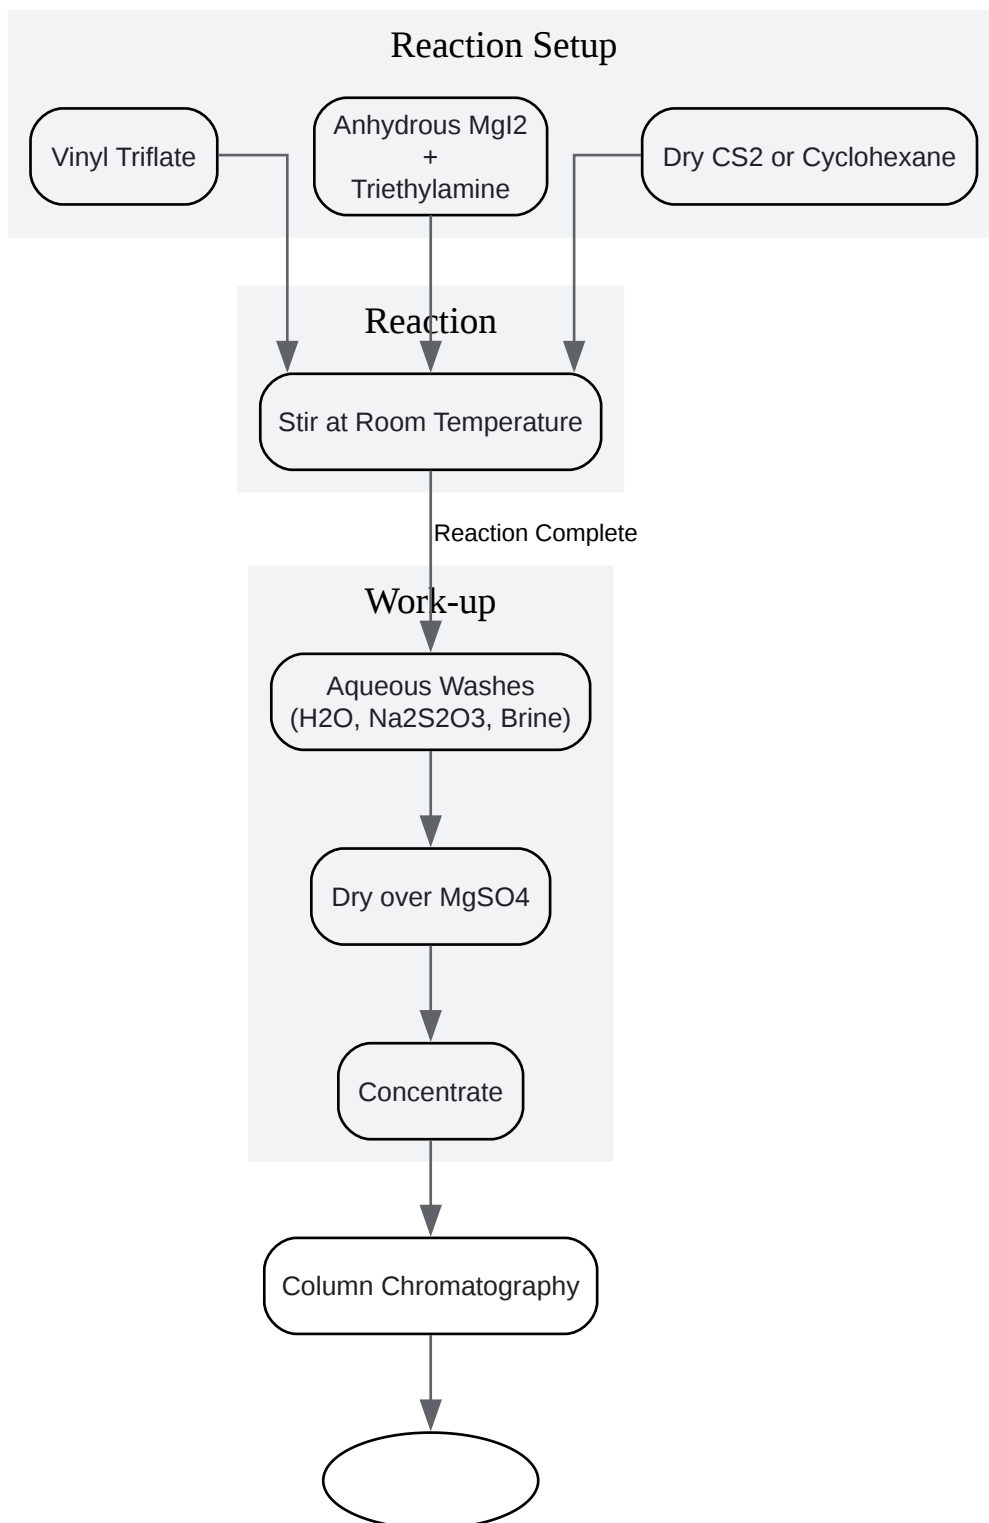 Reaction Setup
Vinyl Triflate
Anhydrous MgI2
+
Triethylamine
Dry CS2 or Cyclohexane
Reaction
Stir at Room Temperature
Reaction Complete
Work-up
Aqueous Washes
(H2O, Na2S2O3, Brine)
Dry over MgSO4
Concentrate
Column Chromatography